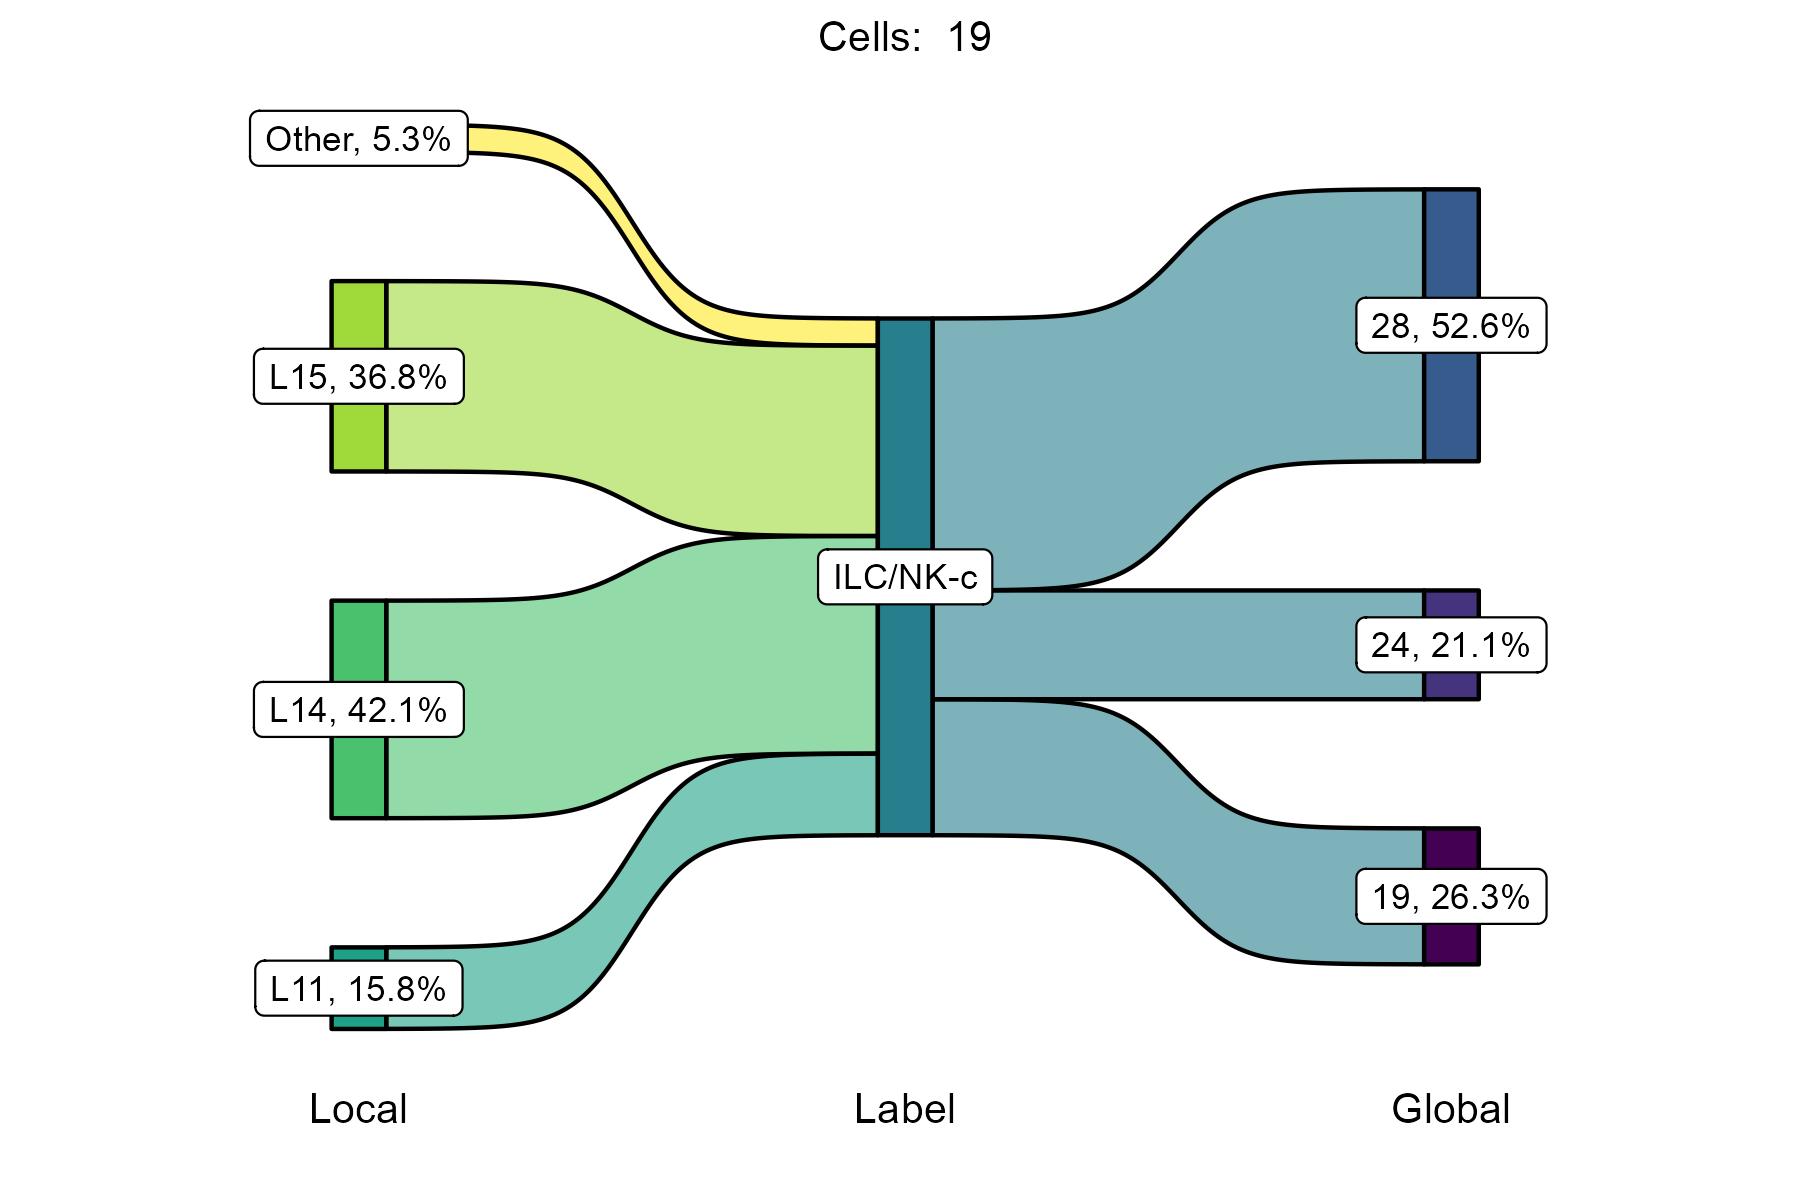 Cells:  19
Other, 5.3%
L15, 36.8%
L14, 42.1%
L11, 15.8%
ILC/NK-c
28, 52.6%
24, 21.1%
19, 26.3%
Local
Label
Global